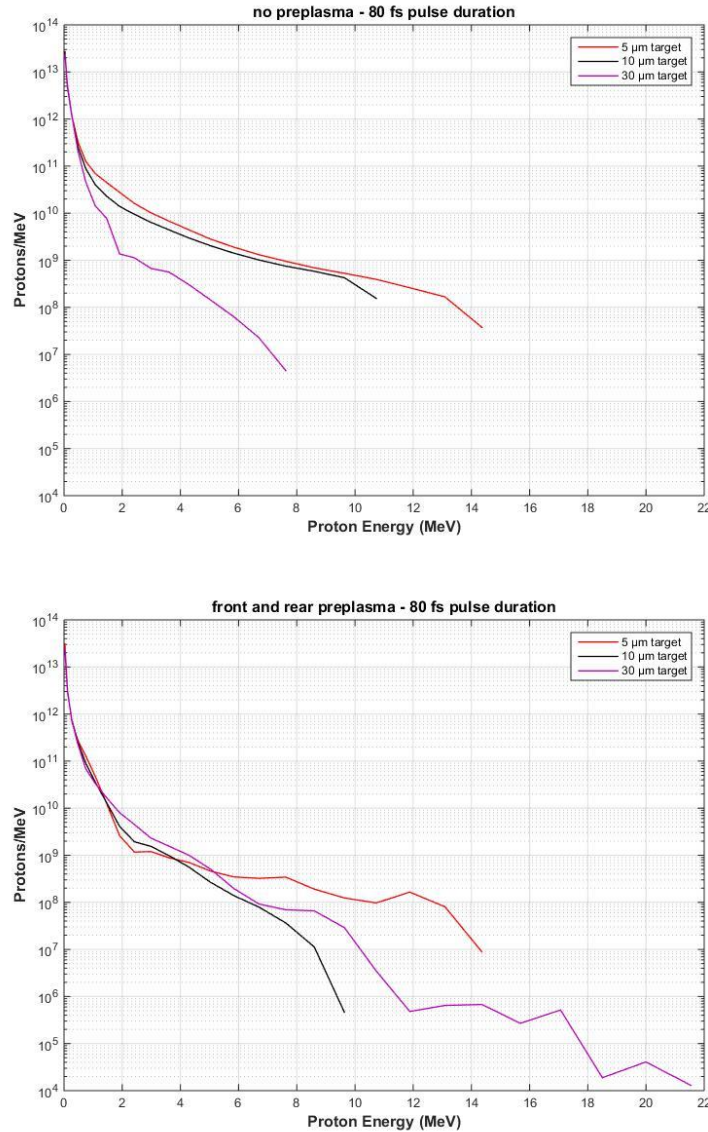 no preplasma - 80 fs pulse duration
10^14
5 µm target
10 µm target
30 µm target
10^13
10^12
10^11
10^10
10^9
10^8
10^7
10^6
10^5
10^4
Protons/MeV
0 2 4 6 8 10 12 14 16 18 20 22
Proton Energy (MeV)
front and rear preplasma - 80 fs pulse duration
10^14
5 µm target
10 µm target
30 µm target
10^13
10^12
10^11
10^10
10^9
10^8
10^7
10^6
10^5
10^4
Protons/MeV
0 2 4 6 8 10 12 14 16 18 20 22
Proton Energy (MeV)